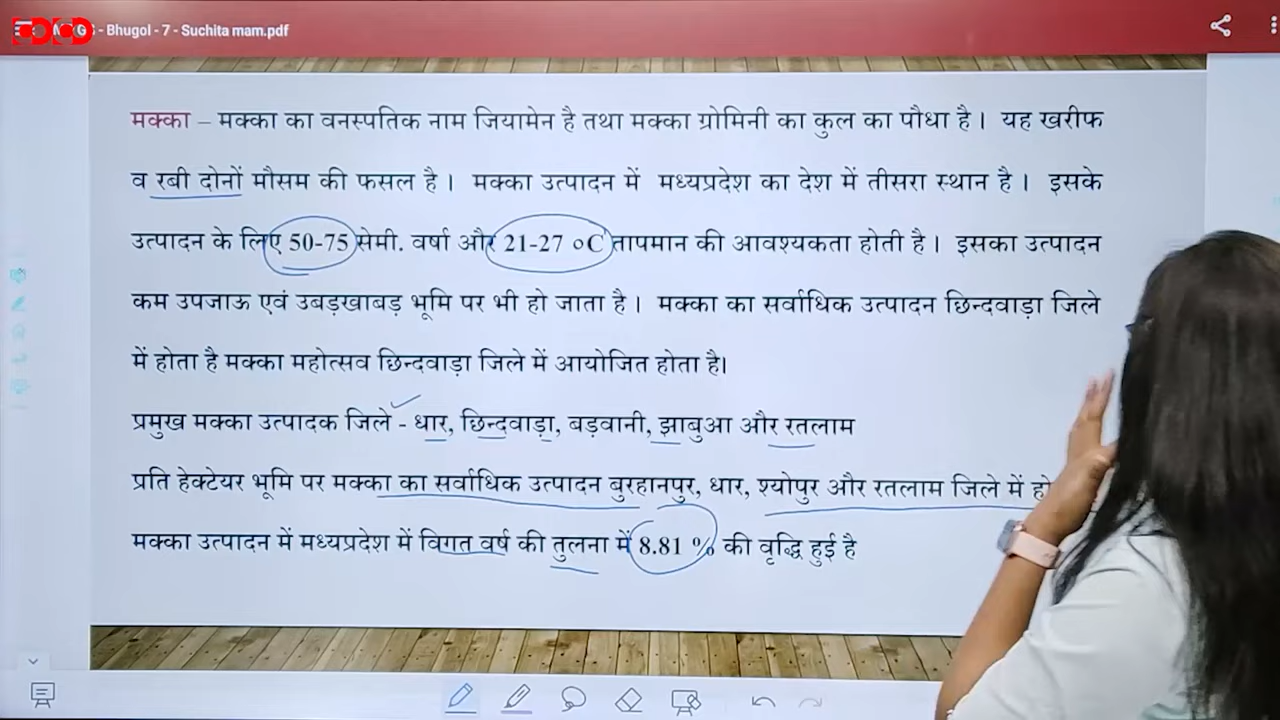 - Bhugol - 7 - Suchita mam.pdf
मक्का – मक्का का वनस्पतिक नाम जियामेन है तथा मक्का ग्रोमिनी का कुल का पौधा है। यह खरीफ
व रबी दोनों मौसम की फसल है। मक्का उत्पादन में मध्यप्रदेश का देश में तीसरा स्थान है। इसके
उत्पादन के लिए 50-75 सेमी. वर्षा और 21-27 oC तापमान की आवश्यकता होती है। इसका उत्पादन
कम उपजाऊ एवं उबड़खाबड़ भूमि पर भी हो जाता है। मक्का का सर्वाधिक उत्पादन छिन्दवाड़ा जिले
में होता है मक्का महोत्सव छिन्दवाड़ा जिले में आयोजित होता है।
प्रमुख मक्का उत्पादक जिले - धार, छिन्दवाड़ा, बड़वानी, झाबुआ और रतलाम
प्रति हेक्टेयर भूमि पर मक्का का सर्वाधिक उत्पादन बुरहानपुर, धार, श्योपुर और रतलाम जिले में
मक्का उत्पादन में मध्यप्रदेश में विगत वर्ष की तुलना में 8.81 % की वृद्धि हुई है